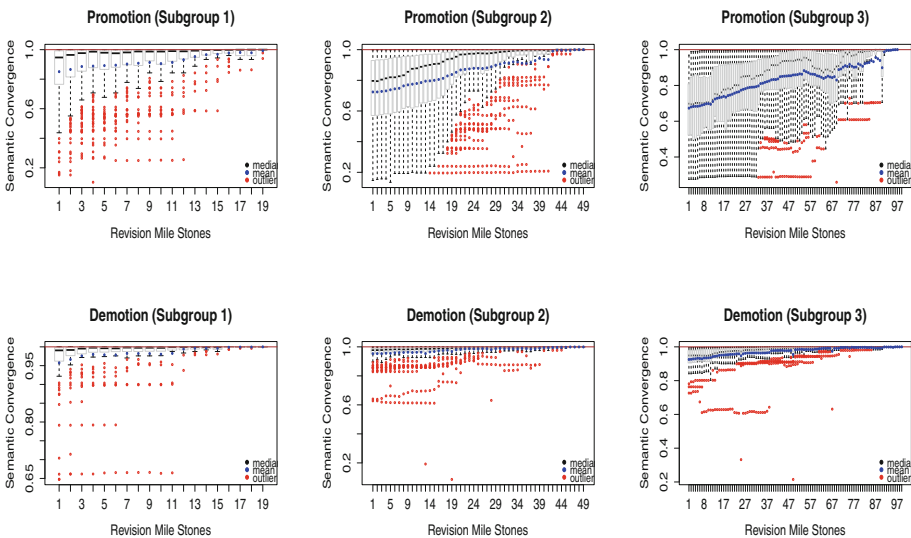 Promotion (Subgroup 1)
Semantic Convergence
0.2 0.6 1.0
1 3 5 7 9 11 13 15 17 19
Revision Mile Stones
median
mean
outlier
Promotion (Subgroup 2)
Semantic Convergence
0.2 0.6 1.0
1 5 9 14 19 24 29 34 39 44 49
Revision Mile Stones
median
mean
outlier
Promotion (Subgroup 3)
Semantic Convergence
0.4 0.6 0.8 1.0
1 8 17 27 37 47 57 67 77 87 97
Revision Mile Stones
median
mean
outlier
Demotion (Subgroup 1)
Semantic Convergence
0.65 0.80 0.95
1 3 5 7 9 11 13 15 17 19
Revision Mile Stones
median
mean
outlier
Demotion (Subgroup 2)
Semantic Convergence
0.2 0.6 1.0
1 5 9 14 19 24 29 34 39 44 49
Revision Mile Stones
median
mean
outlier
Demotion (Subgroup 3)
Semantic Convergence
0.2 0.4 0.6 0.8 1.0
1 8 17 27 37 47 57 67 77 87 97
Revision Mile Stones
median
mean
outlier